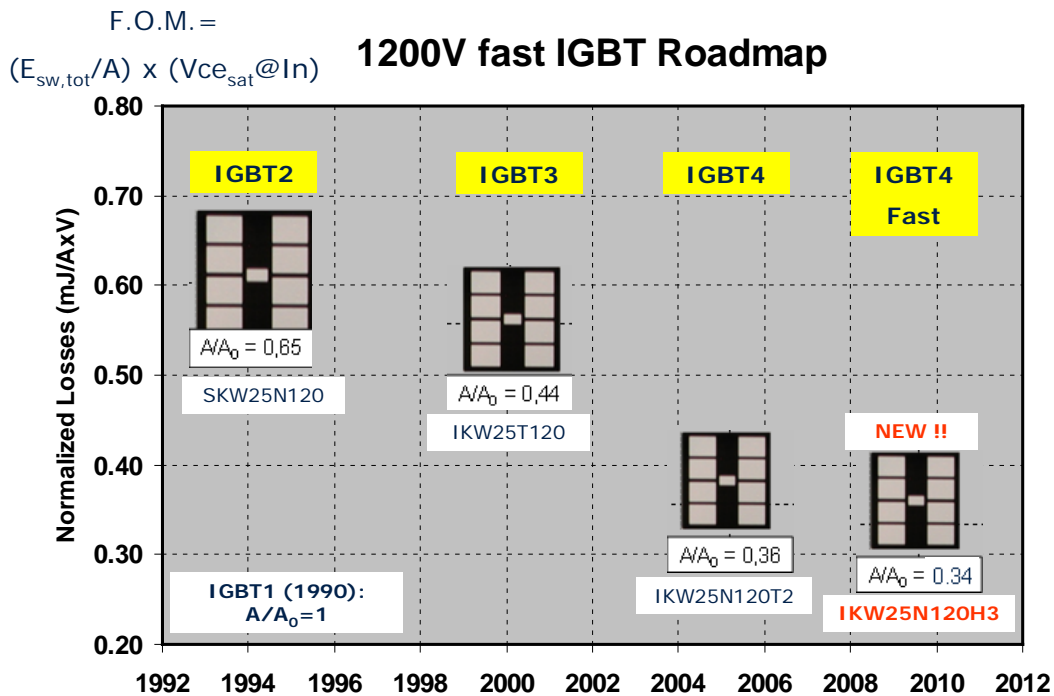 F.O.M. =
(Esw,tot/A) x (Vcesat@In)
1200V fast IGBT Roadmap
Normalized Losses (mJ/AxV)
0.80
0.70
0.60
0.50
0.40
0.30
0.20
IGBT2
A/A0 = 0,65
SKW25N120
IGBT3
A/A0 = 0,44
IKW25T120
IGBT4
A/A0 = 0,36
IKW25N120T2
IGBT4
Fast
NEW !!
A/A0 = 0.34
IKW25N120H3
IGBT1 (1990):
A/A0=1
1992 1994 1996 1998 2000 2002 2004 2006 2008 2010 2012